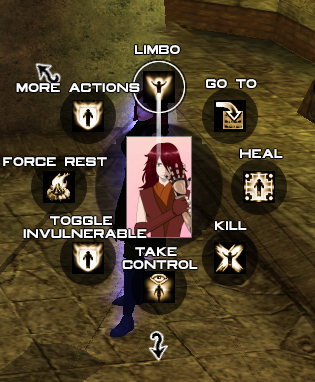 LIMBO
MORE ACTIONS
GO TO
HEAL
FORCE REST
TOGGLE
INVULNERABLE
KILL
TAKE
CONTROL